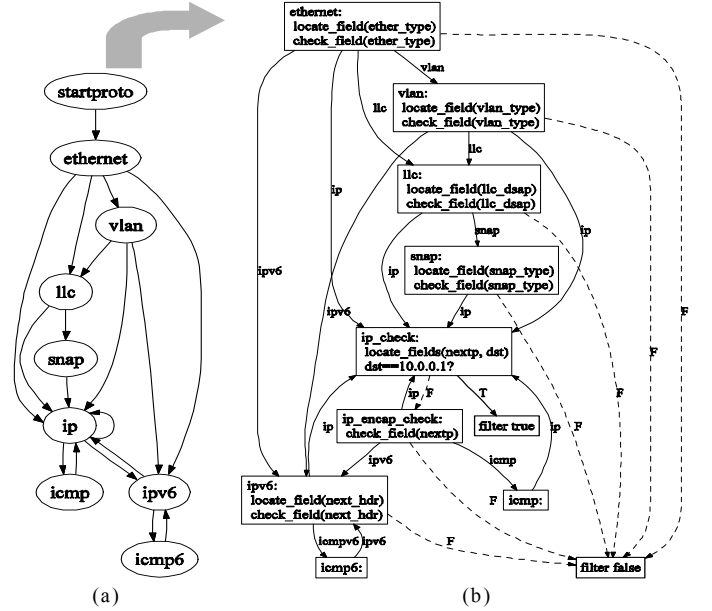 startproto
ethernet
vlan
llc
snap
ip
icmp
ipv6
icmp6
(a)
ethernet:
locate_field(ether_type)
check_field(ether_type)
vlan
vlan:
locate_field(vlan_type)
check_field(vlan_type)
llc
llc
llc:
locate_field(llc_dsap)
check_field(llc_dsap)
ip
snap
ip
snap:
locate_field(snap_type)
check_field(snap_type)
ipv6
ip
ipv6
ip
F
ip_check:
locate_fields(nextp, dst)
dst==10.0.0.1?
F
F
ip
F
T
ip_encap_check:
check_field(nextp)
filter true
ip
F
ip
ipv6
icmp
ipv6:
locate_field(next_hdr)
check_field(next_hdr)
F
icmp:
icmpv6
ipv6
F
icmp6:
filter false
(b)